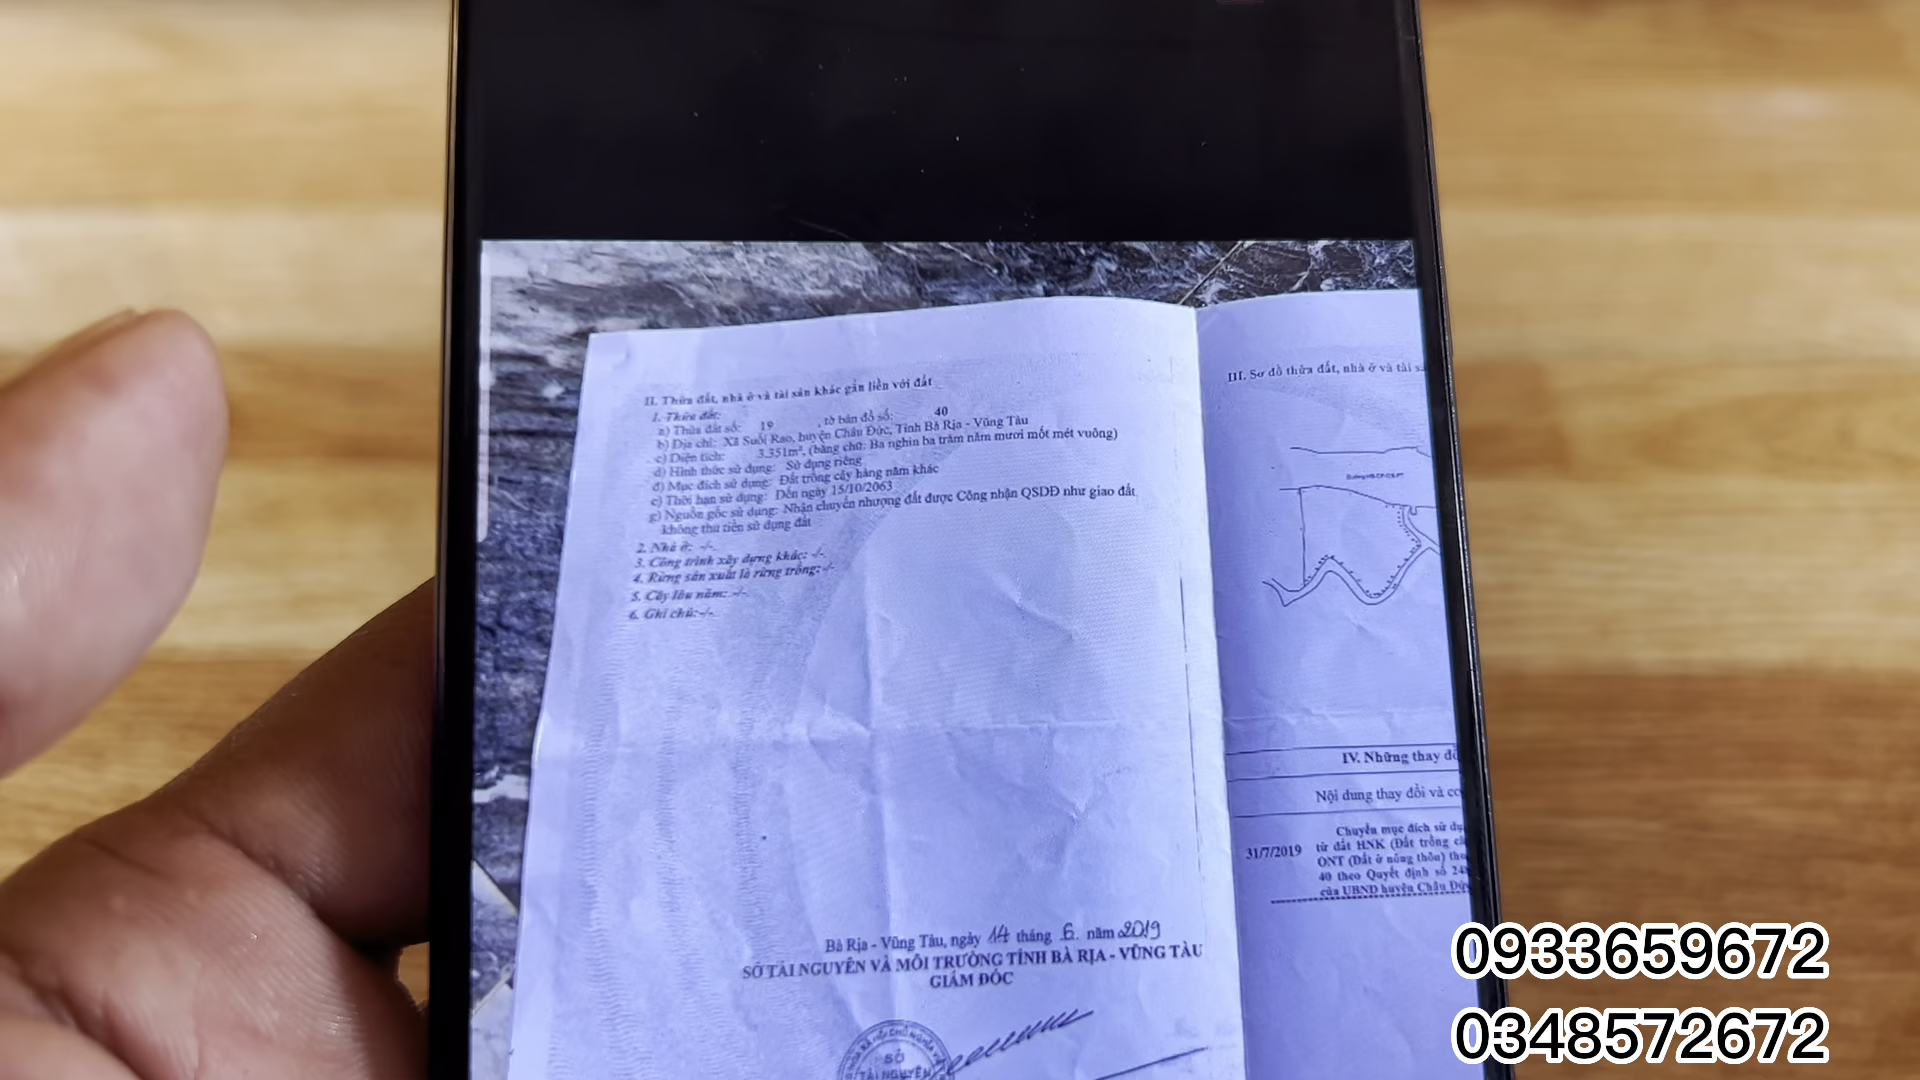 II. Thửa đất, nhà ở và tài sản khác gắn liền với đất
1. Thửa đất:
a) Thửa đất số: 19 , tờ bản đồ số: 40
b) Địa chỉ: Xã Suối Rao, huyện Châu Đức, Tỉnh Bà Rịa - Vũng Tàu
c) Diện tích: 3.351m², (bằng chữ: Ba nghìn ba trăm năm mươi mốt mét vuông)
d) Hình thức sử dụng: Sử dụng riêng
đ) Mục đích sử dụng: Đất trồng cây hàng năm khác
e) Thời hạn sử dụng: Đến ngày 15/10/2063
g) Nguồn gốc sử dụng: Nhận chuyển nhượng đất được Công nhận QSDĐ như giao đất
không thu tiền sử dụng đất
2. Nhà ở: -/-.
3. Công trình xây dựng khác: -/-.
4. Rừng sản xuất là rừng trồng: -/-
5. Cây lâu năm: -/-
6. Ghi chú: -/-.
Bà Rịa - Vũng Tàu, ngày 14 tháng 6. năm 2019
SỞ TÀI NGUYÊN VÀ MÔI TRƯỜNG TỈNH BÀ RỊA - VŨNG TÀU
GIÁM ĐỐC
SỞ
TÀI NGUYÊN
III. Sơ đồ thửa đất, nhà ở và tài
IV. Những thay
Nội dung thay đổi và
Chuyển mục đích sử
31/7/2019 từ đất HNK (Đất trồng
ONT (Đất ở nông thôn)
40 theo Quyết định số
của UBND huyện Châu Đức
0933659672
0348572672